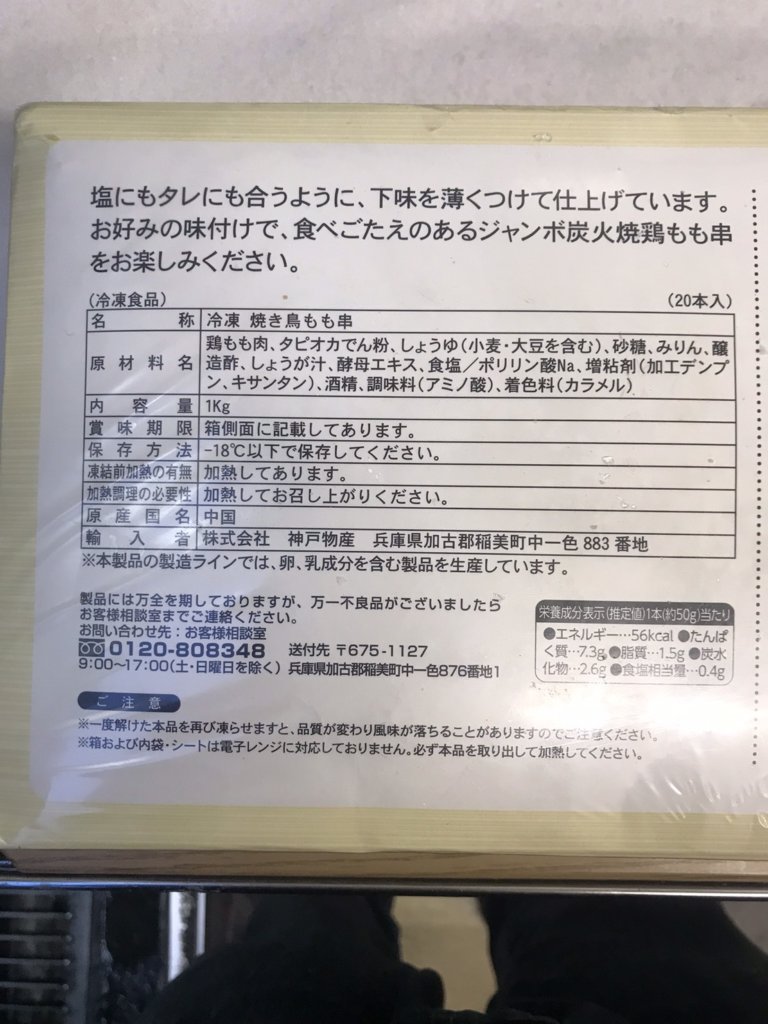 塩にもタレにも合うように、下味を薄くつけて仕上げています。
お好みの味付けで、食べごたえのあるジャンボ炭火焼鶏もも串
をお楽しみください。
(冷凍食品) (20本入)
名称 冷凍 焼き鳥もも串
原材料名 鶏もも肉、タピオカでん粉、しょうゆ(小麦・大豆を含む)、砂糖、みりん、醸
造酢、しょうが汁、酵母エキス、食塩／ポリリン酸Na、増粘剤(加工デンプ
ン、キサンタン)、酒精、調味料(アミノ酸)、着色料(カラメル)
内容量 1Kg
賞味期限 箱側面に記載してあります。
保存方法 -18℃以下で保存してください。
凍結前加熱の有無 加熱してあります。
加熱調理の必要性 加熱してお召し上がりください。
原産国名 中国
輸入者 株式会社 神戸物産 兵庫県加古郡稲美町中一色 883 番地
※本製品の製造ラインでは、卵、乳成分を含む製品を生産しています。
製品には万全を期しておりますが、万一不良品がございましたら
お客様相談室までご連絡ください。
お問い合わせ先：お客様相談室
0120-808348 送付先 〒675-1127
9:00～17:00(土・日曜日を除く) 兵庫県加古郡稲美町中一色876番地1
栄養成分表示(推定値)1本(約50g)当たり
●エネルギー…56kcal ●たんぱ
く質…7.3g ●脂質…1.5g ●炭水
化物…2.6g ●食塩相当量…0.4g
ご注意
※一度解けた本品を再び凍らせますと、品質が変わり風味が落ちることがありますのでご注意ください。
※箱および内袋・シートは電子レンジに対応しておりません。必ず本品を取り出して加熱してください。